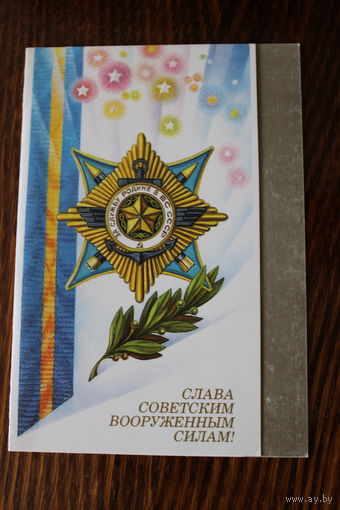 ЗА СЛУЖБУ РОДИНЕ В ВС СССР
СЛАВА
СОВЕТСКИМ
ВООРУЖЕННЫМ
СИЛАМ!
www.ay.by